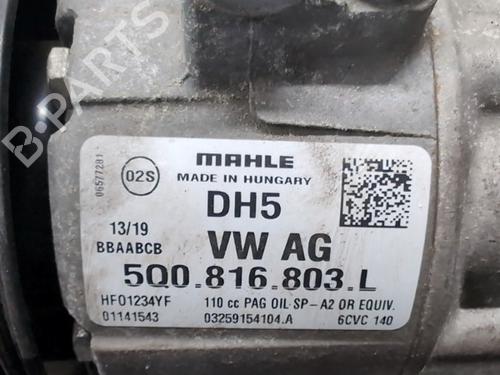 B-PARTS
06577281
02S
MAHLE
MADE IN HUNGARY
DH5
13/19
BBAABCB
VW AG
5Q0.816.803.L
HFO1234YF
110 cc PAG OIL SP-A2 OR EQUIV.
01141543
03259154104.A
6CVC 140